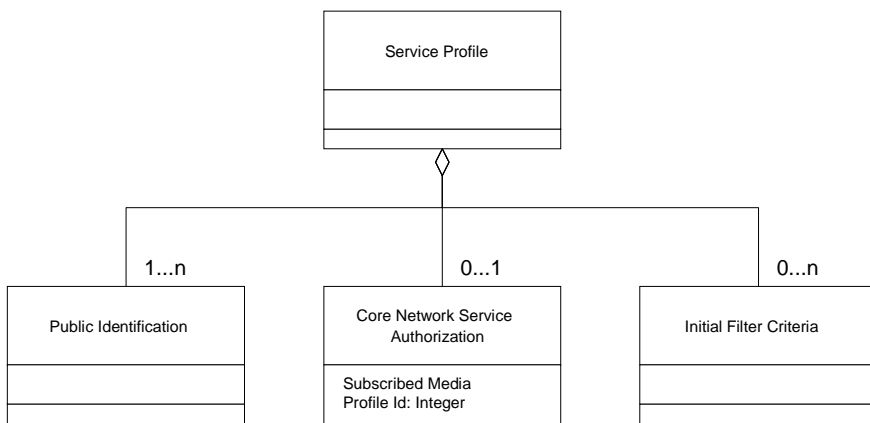 Service Profile
1...n
0...1
0...n
Public Identification
Core Network Service
Authorization
Initial Filter Criteria
Subscribed Media
Profile Id: Integer